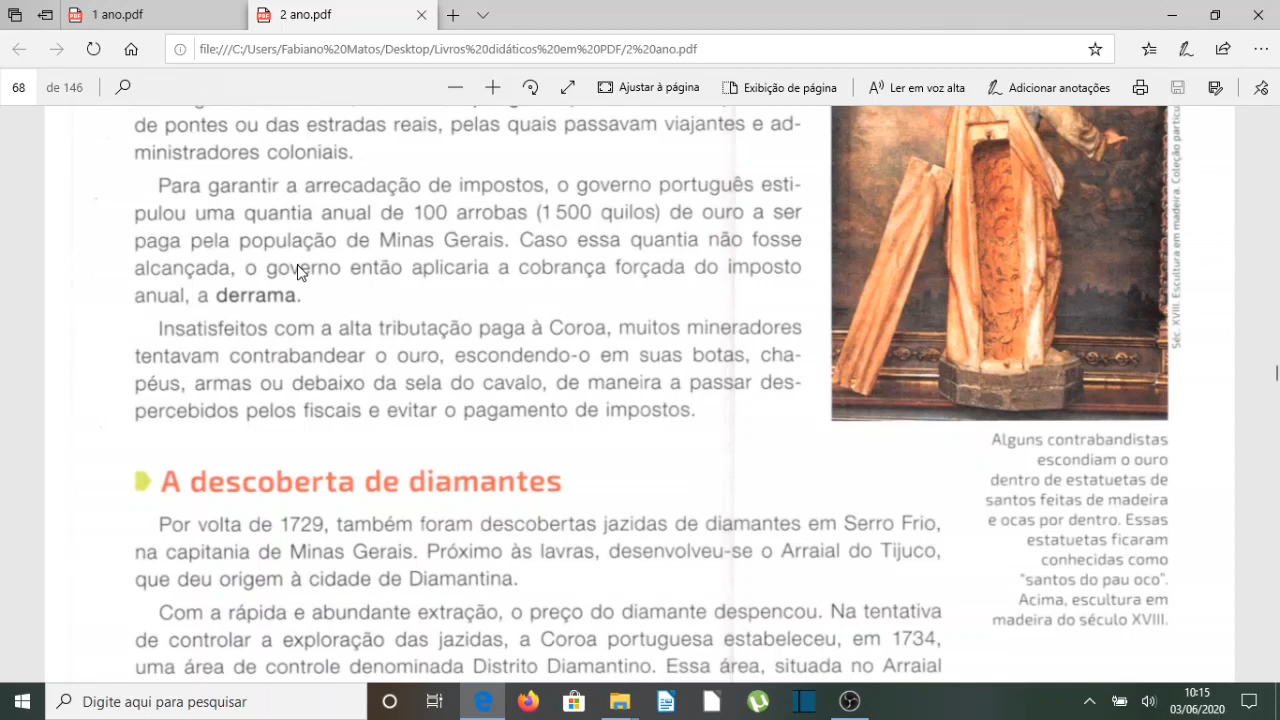 1 ano.pdf
2 ano.pdf
file:///C:/Users/Fabiano%20Matos/Desktop/Livros%20didáticos%20em%20PDF/2%20ano.pdf
68 de 146
Ajustar à página
Exibição de página
Ler em voz alta
Adicionar anotações
de pontes ou das estradas reais, pelas quais passavam viajantes e ad-
ministradores coloniais.
Para garantir a arrecadação de impostos, o governo português esti-
pulou uma quantia anual de 100 arrobas (1 500 quilos) de ouro a ser
paga pela população de Minas Gerais. Caso essa quantia não fosse
alcançada, o governo então aplicaria a cobrança forçada do imposto
anual, a derrama.
Insatisfeitos com a alta tributação paga à Coroa, muitos mineradores
tentavam contrabandear o ouro, escondendo-o em suas botas, cha-
péus, armas ou debaixo da sela do cavalo, de maneira a passar des-
percebidos pelos fiscais e evitar o pagamento de impostos.
Séc. XVIII. Escultura em madeira. Coleção
Alguns contrabandistas
escondiam o ouro
dentro de estatuetas de
santos feitas de madeira
e ocas por dentro. Essas
estatuetas ficaram
conhecidas como
"santos do pau oco".
Acima, escultura em
madeira do século XVIII.
A descoberta de diamantes
Por volta de 1729, também foram descobertas jazidas de diamantes em Serro Frio,
na capitania de Minas Gerais. Próximo às lavras, desenvolveu-se o Arraial do Tijuco,
que deu origem à cidade de Diamantina.
Com a rápida e abundante extração, o preço do diamante despencou. Na tentativa
de controlar a exploração das jazidas, a Coroa portuguesa estabeleceu, em 1734,
uma área de controle denominada Distrito Diamantino. Essa área, situada no Arraial
Digite aqui para pesquisar
10:15
03/06/2020